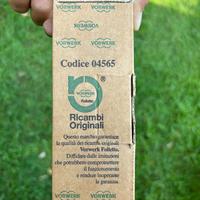 VORWERK
VORWERK
VORWERK
Codice 04565
VORWERK
Folletto
Ricambi
Originali
Questo marchio garantisce
la qualità dei ricambi originali
Vorwerk Folletto.
Diffidate dalle imitazioni
che potrebbero compromettere
il funzionamento
e rendere inoperante
la garanzia.
VORWERK
VORWERK